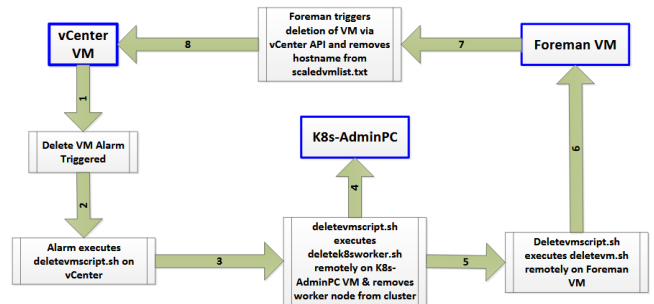 vCenter
VM
8
Foreman triggers
deletion of VM via
vCenter API and removes
hostname from
scaledvmlist.txt
7
Foreman VM
1
Delete VM Alarm
Triggered
2
Alarm executes
deletevmscript.sh on
vCenter
3
K8s-AdminPC
4
deletevmscript.sh
executes
deletek8sworker.sh
remotely on K8s-
AdminPC VM & removes
worker node from cluster
5
Deletevmscript.sh
executes deletevm.sh
remotely on Foreman
VM
6